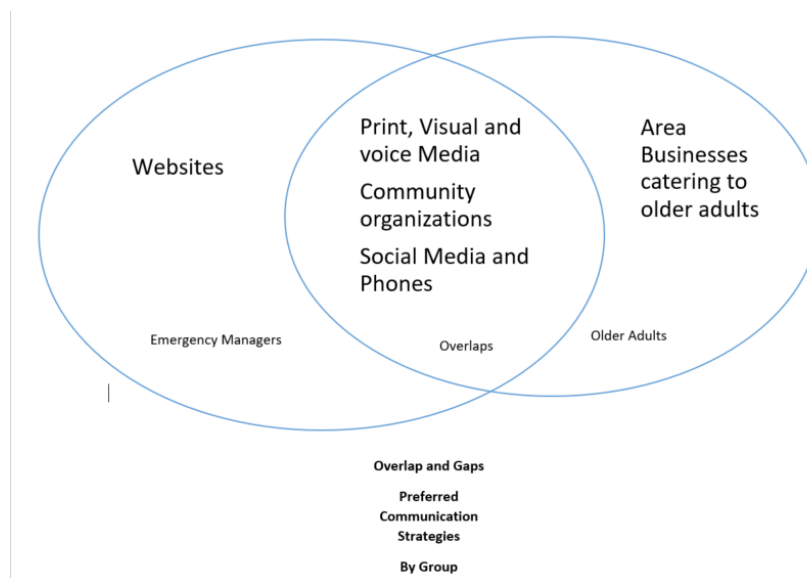 Websites
Print, Visual and
voice Media
Community
organizations
Social Media and
Phones
Area
Businesses
catering to
older adults
Emergency Managers
Overlaps
Older Adults
Overlap and Gaps
Preferred
Communication
Strategies
By Group